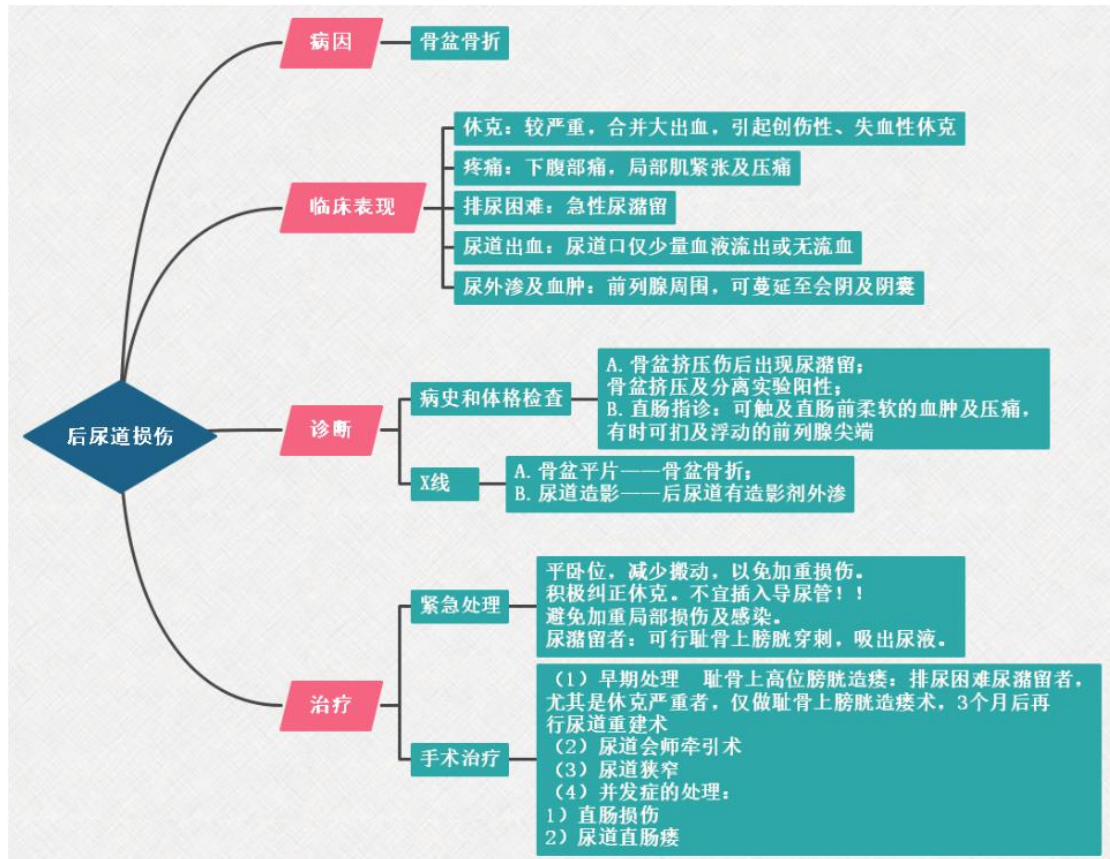 病因
骨盆骨折
临床表现
休克：较严重，合并大出血，引起创伤性、失血性休克
疼痛：下腹部痛，局部肌紧张及压痛
排尿困难：急性尿潴留
尿道出血：尿道口仅少量血液流出或无流血
尿外渗及血肿：前列腺周围，可蔓延至会阴及阴囊
后尿道损伤
诊断
病史和体格检查
A. 骨盆挤压伤后出现尿潴留；
骨盆挤压及分离实验阳性；
B. 直肠指诊：可触及直肠前柔软的血肿及压痛，
有时可扪及浮动的前列腺尖端
X线
A. 骨盆平片——骨盆骨折；
B. 尿道造影——后尿道有造影剂外渗
治疗
紧急处理
平卧位，减少搬动，以免加重损伤。
积极纠正休克。不宜插入导尿管！！
避免加重局部损伤及感染。
尿潴留者：可行耻骨上膀胱穿刺，吸出尿液。
手术治疗
（1）早期处理 耻骨上高位膀胱造瘘：排尿困难尿潴留者，
尤其是休克严重者，仅做耻骨上膀胱造瘘术，3个月后再
行尿道重建术
（2）尿道会师牵引术
（3）尿道狭窄
（4）并发症的处理：
1）直肠损伤
2）尿道直肠瘘